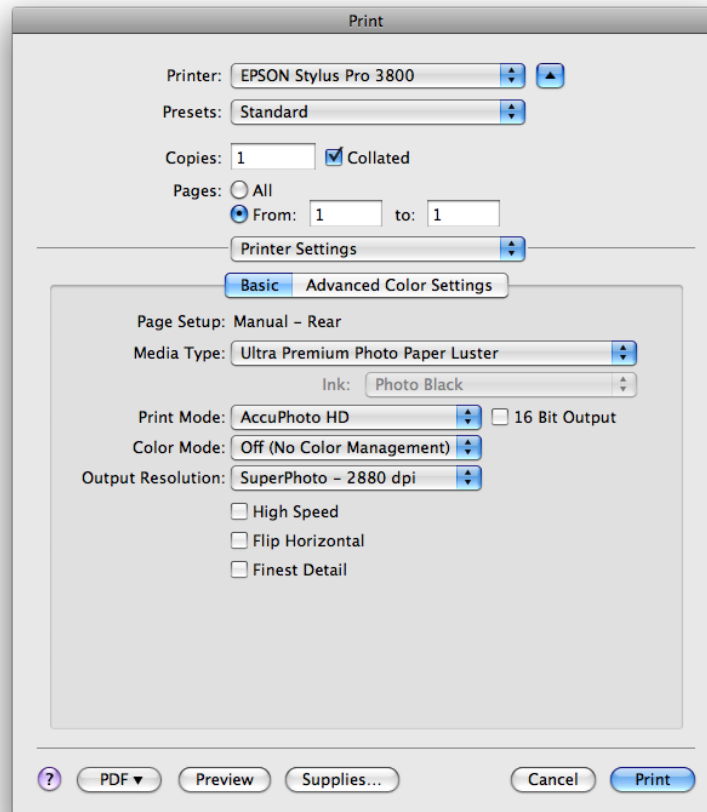 Print
Printer: EPSON Stylus Pro 3800
Presets: Standard
Copies: 1 Collated
Pages: All
From: 1 to: 1
Printer Settings
Basic Advanced Color Settings
Page Setup: Manual – Rear
Media Type: Ultra Premium Photo Paper Luster
Ink: Photo Black
Print Mode: AccuPhoto HD 16 Bit Output
Color Mode: Off (No Color Management)
Output Resolution: SuperPhoto – 2880 dpi
High Speed
Flip Horizontal
Finest Detail
? PDF▼ Preview Supplies... Cancel Print